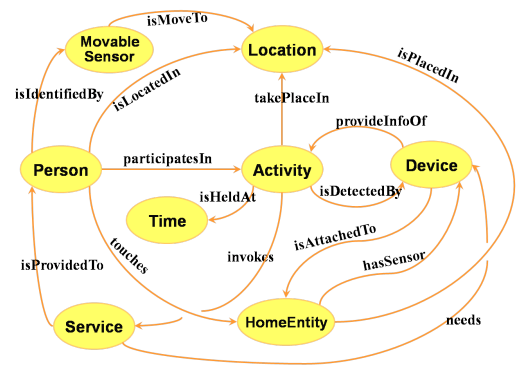 isMoveTo
Movable
Sensor
Location
isPlacedIn
isIdentifiedBy
isLocatedIn
takePlaceIn
provideInfoOf
Person
participatesIn
Activity
Device
isDetectedBy
isHeldAt
Time
isAttachedTo
touches
invokes
hasSensor
isProvidedTo
Service
HomeEntity
needs